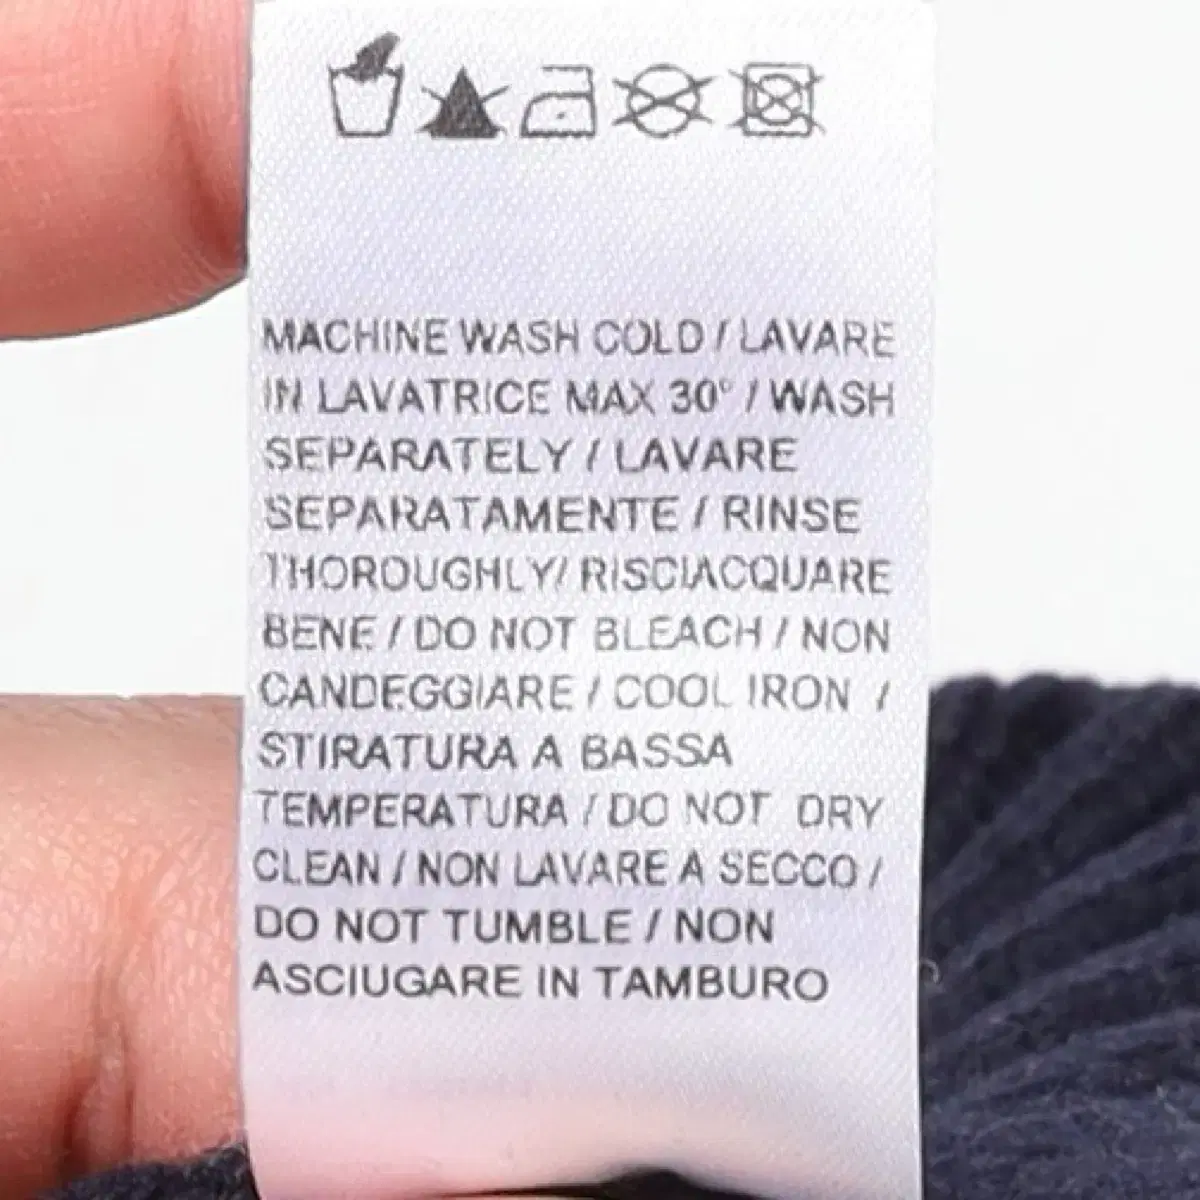 MACHINE WASH COLD / LAVARE
IN LAVATRICE MAX 30° / WASH
SEPARATELY / LAVARE
SEPARATAMENTE / RINSE
THOROUGHLY/ RISCIACQUARE
BENE / DO NOT BLEACH / NON
CANDEGGIARE / COOL IRON /
STIRATURA A BASSA
TEMPERATURA / DO NOT DRY
CLEAN / NON LAVARE A SECCO /
DO NOT TUMBLE / NON
ASCIUGARE IN TAMBURO